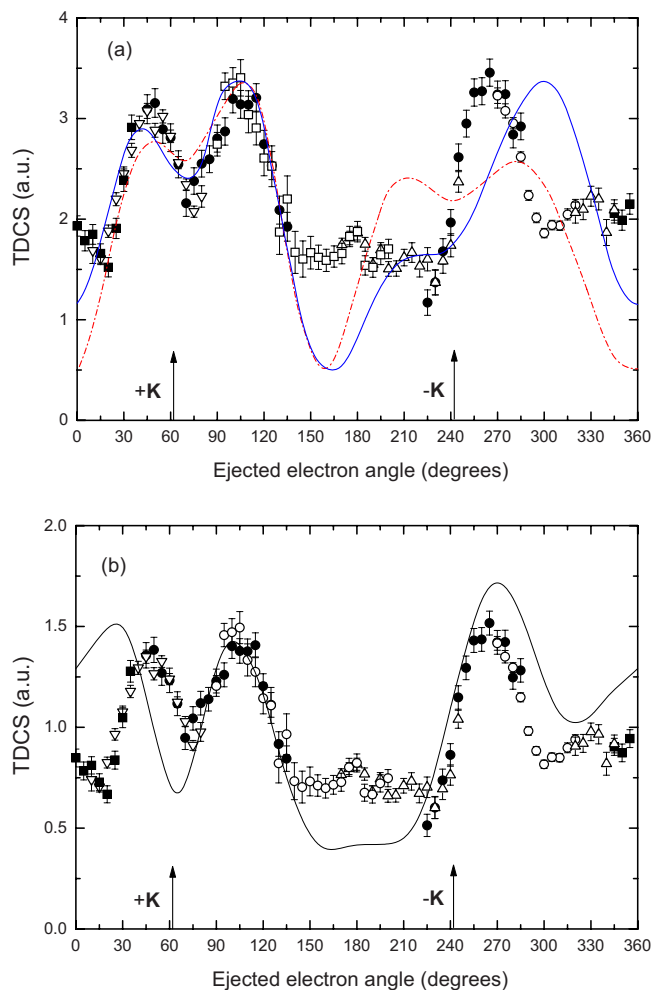 (a)
TDCS (a.u.)
4
3
2
1
0
+K
-K
0 30 60 90 120 150 180 210 240 270 300 330 360
Ejected electron angle (degrees)
(b)
TDCS (a.u.)
2.0
1.5
1.0
0.5
0.0
+K
-K
0 30 60 90 120 150 180 210 240 270 300 330 360
Ejected electron angle (degrees)